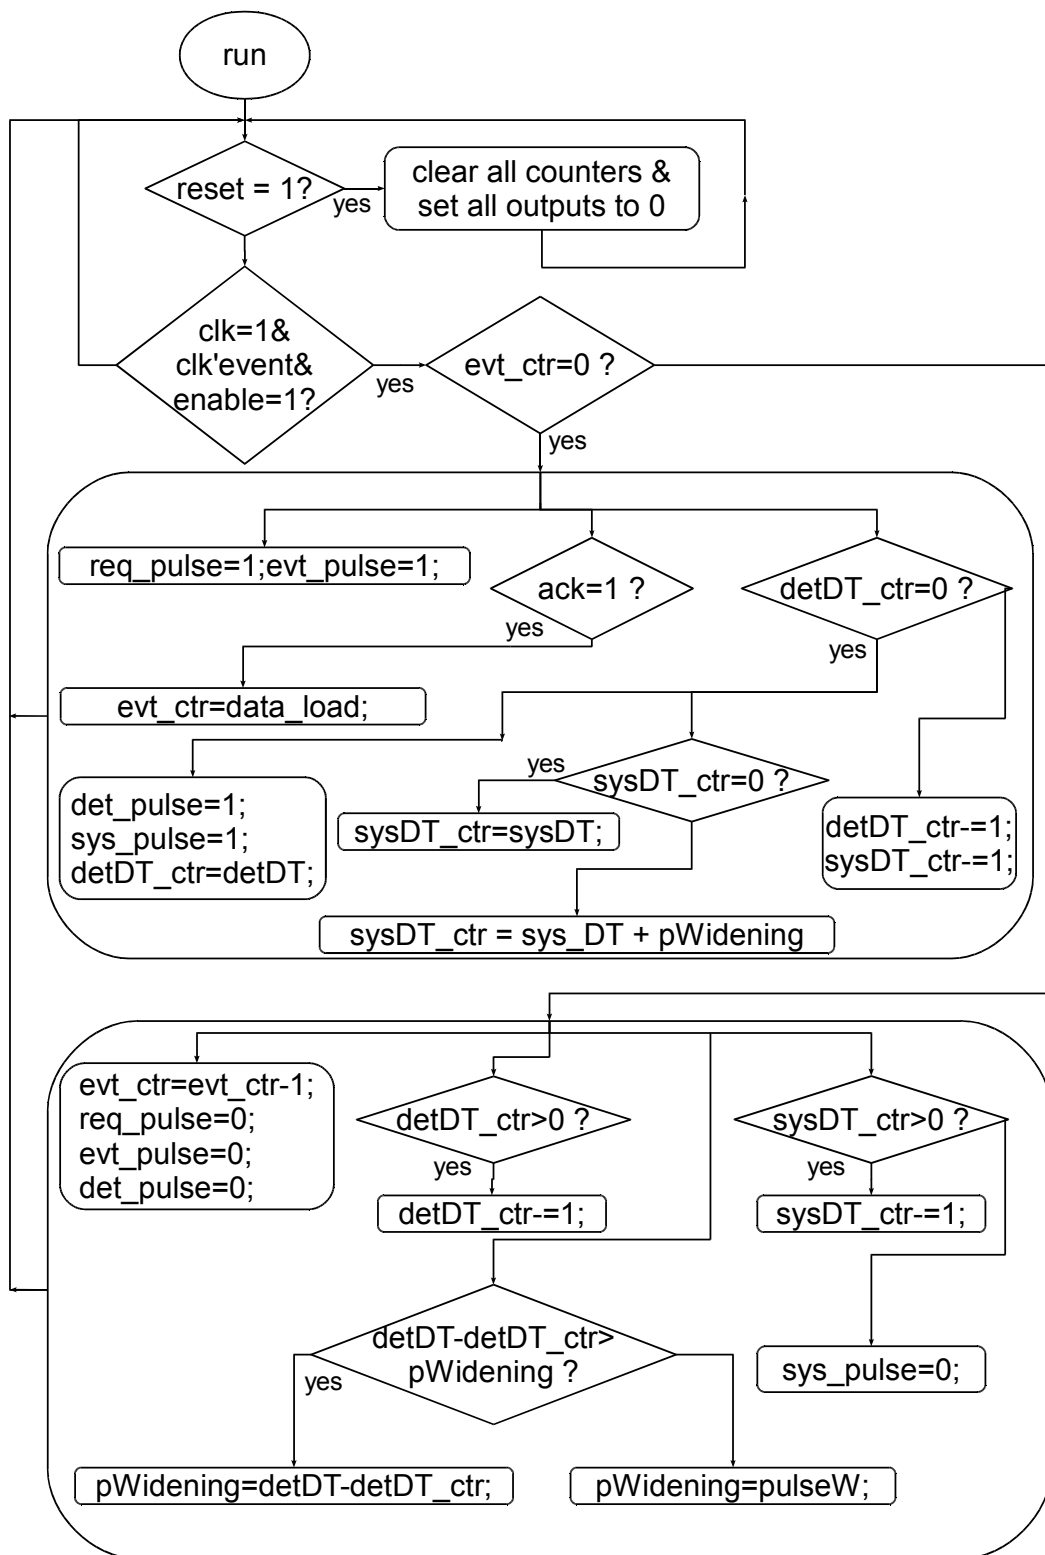 run
reset = 1?
yes
clear all counters &
set all outputs to 0
clk=1&
clk'event&
enable=1?
yes
evt_ctr=0 ?
yes
req_pulse=1;evt_pulse=1;
ack=1 ?
yes
detDT_ctr=0 ?
yes
evt_ctr=data_load;
det_pulse=1;
sys_pulse=1;
detDT_ctr=detDT;
yes
sysDT_ctr=0 ?
sysDT_ctr=sysDT;
detDT_ctr-=1;
sysDT_ctr-=1;
sysDT_ctr = sys_DT + pWidening
evt_ctr=evt_ctr-1;
req_pulse=0;
evt_pulse=0;
det_pulse=0;
detDT_ctr>0 ?
yes
detDT_ctr-=1;
sysDT_ctr>0 ?
yes
sysDT_ctr-=1;
detDT-detDT_ctr>
pWidening ?
yes
sys_pulse=0;
pWidening=detDT-detDT_ctr;
pWidening=pulseW;